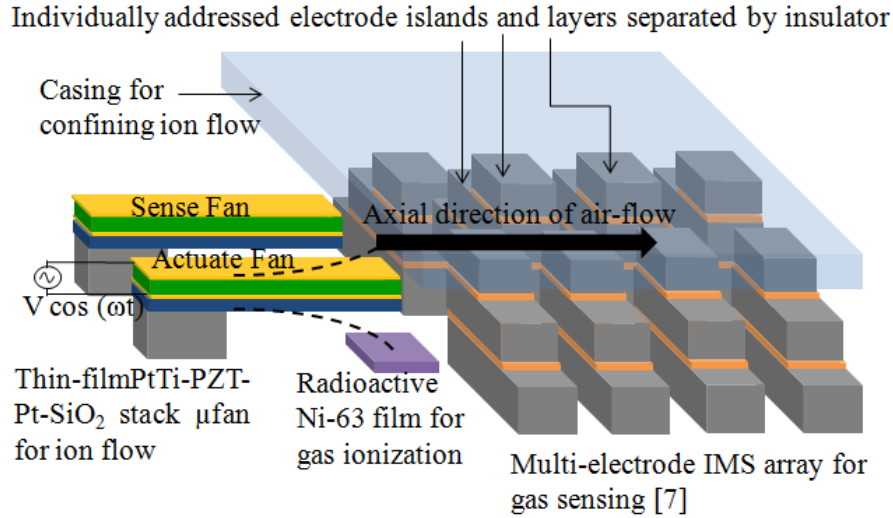 Individually addressed electrode islands and layers separated by insulator
Casing for
confining ion flow
Sense Fan
Axial direction of air-flow
Actuate Fan
V cos (ωt)
Thin-filmPtTi-PZT-
Pt-SiO₂ stack µfan
for ion flow
Radioactive
Ni-63 film for
gas ionization
Multi-electrode IMS array for
gas sensing [7]